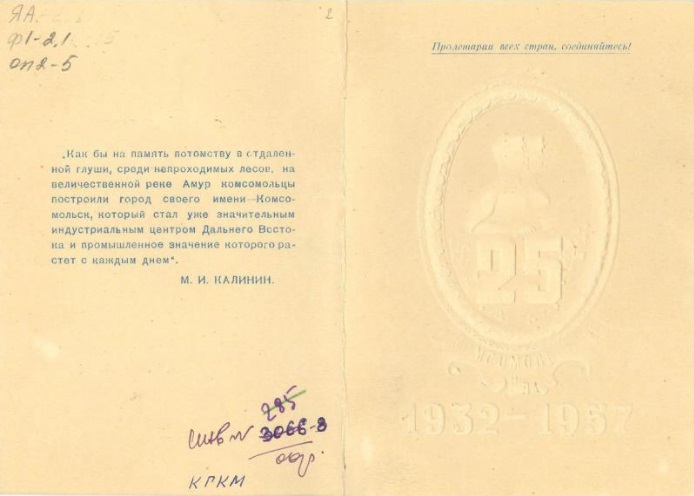 ЯА.
ф1-2.1
оп2-5
2
„Как бы на память потомству в отдален-
ной глуши, среди непроходимых лесов, на
величественной реке Амур комсомольцы
построили город своего имени—Комсо-
мольск, который стал уже значительным
индустриальным центром Дальнего Восто-
ка и промышленное значение которого ра-
стет с каждым днем“.
М. И. КАЛИНИН.
285
инв N 3066-8
КГКМ
Пролетарии всех стран, соединяйтесь!
25
1932-1957